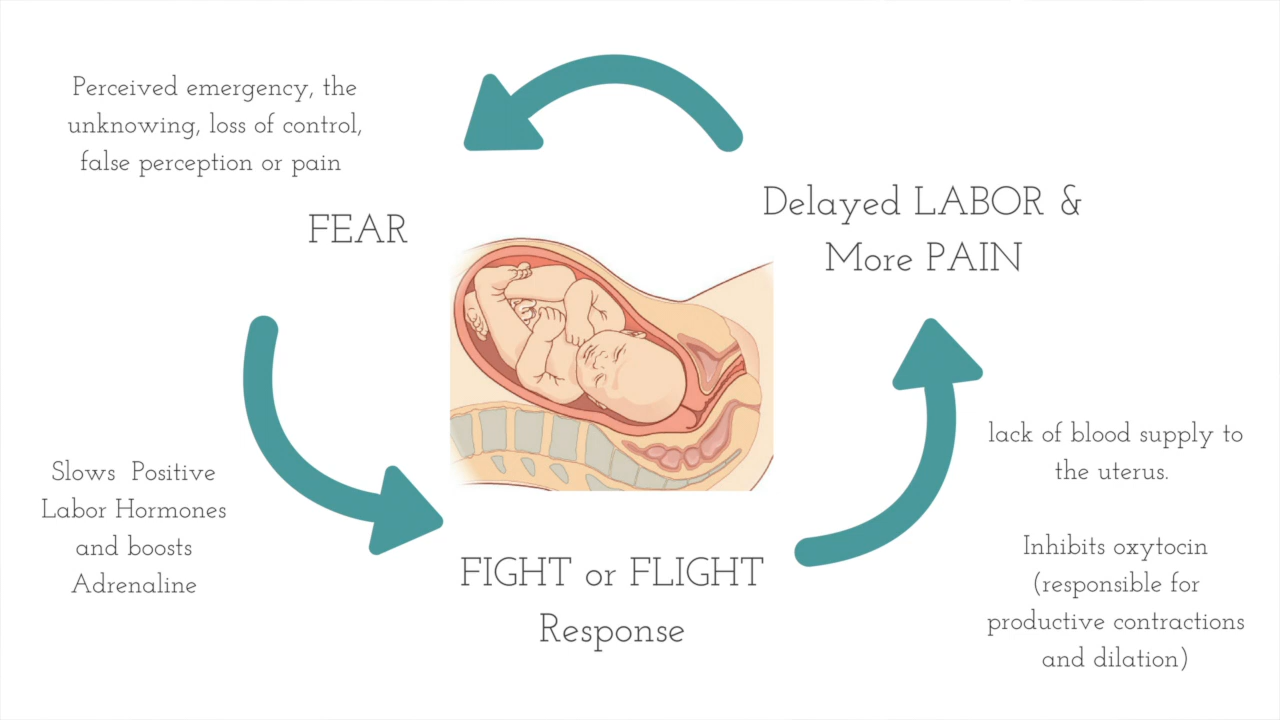 Perceived emergency, the
unknowing, loss of control,
false perception or pain
FEAR
Delayed LABOR &
More PAIN
Slows Positive
Labor Hormones
and boosts
Adrenaline
FIGHT or FLIGHT
Response
lack of blood supply to
the uterus.
Inhibits oxytocin
(responsible for
productive contractions
and dilation)